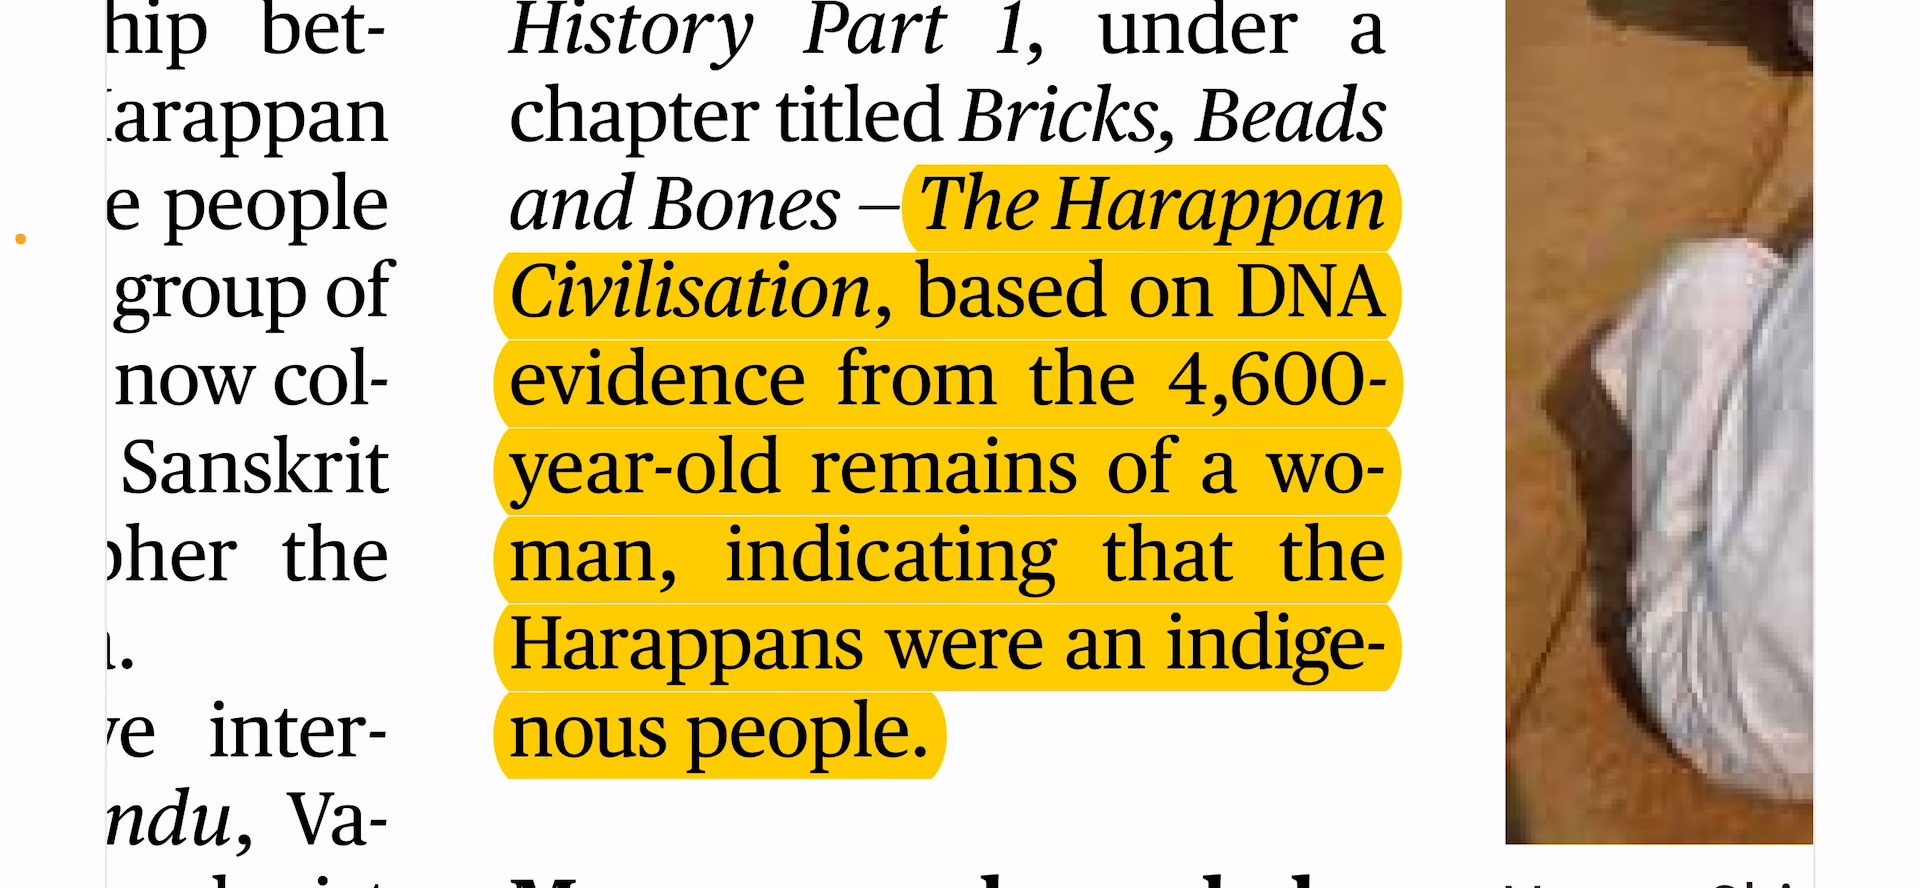 hip bet-
arappan
e people
group of
now col-
Sanskrit
pher the
.
ve inter-
ndu, Va-
History Part 1, under a
chapter titled Bricks, Beads
and Bones – The Harappan
Civilisation, based on DNA
evidence from the 4,600-
year-old remains of a wo-
man, indicating that the
Harappans were an indige-
nous people.